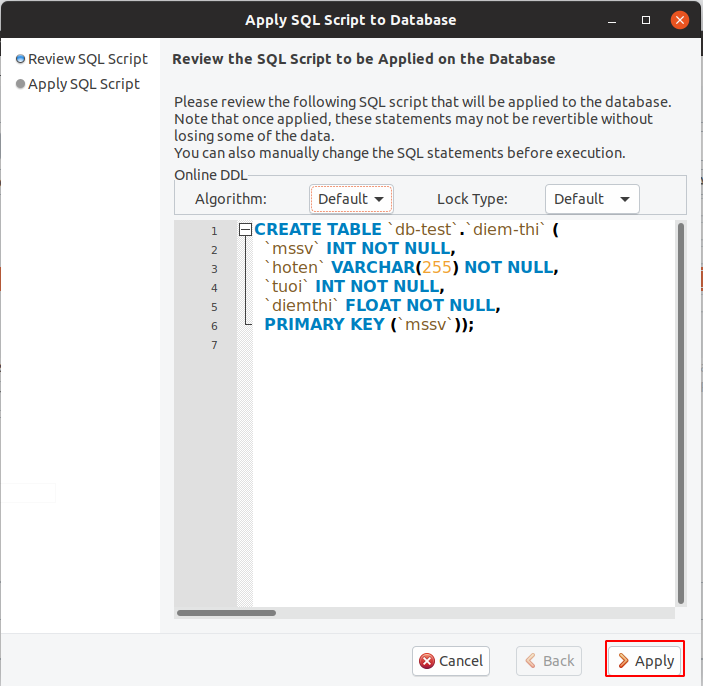 Apply SQL Script to Database
Review SQL Script
Apply SQL Script
Review the SQL Script to be Applied on the Database
Please review the following SQL script that will be applied to the database.
Note that once applied, these statements may not be revertible without
losing some of the data.
You can also manually change the SQL statements before execution.
Online DDL
Algorithm: Default Lock Type: Default
1 CREATE TABLE `db-test`.`diem-thi` (
2 `mssv` INT NOT NULL,
3 `hoten` VARCHAR(255) NOT NULL,
4 `tuoi` INT NOT NULL,
5 `diemthi` FLOAT NOT NULL,
6 PRIMARY KEY (`mssv`));
7
Cancel Back Apply